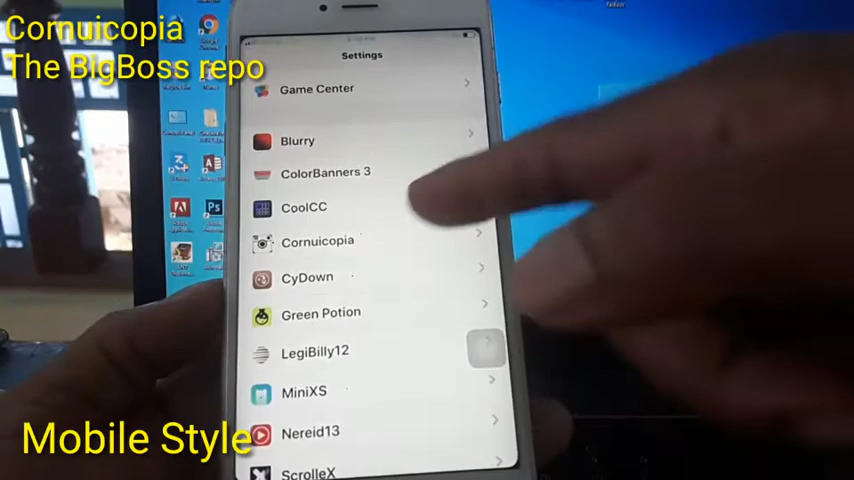 Cornuicopia
The BigBoss repo
Settings
Game Center
Blurry
ColorBanners 3
CoolCC
Cornuicopia
CyDown
Green Potion
LegiBilly12
MiniXS
Nereid13
ScrolleX
Mobile Style